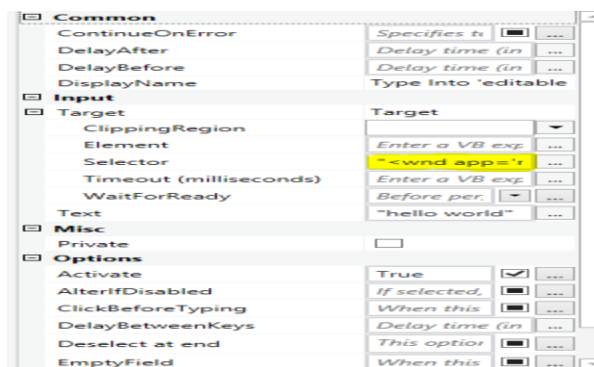 Common
ContinueOnError Specifies t ...
DelayAfter Delay time (in ...
DelayBefore Delay time (in ...
DisplayName Type Into 'editable
Input
Target Target
ClippingRegion
Element Enter a VB exp ...
Selector "<wnd app='r ...
Timeout (milliseconds) Enter a VB exp ...
WaitForReady Before per. ...
Text "hello world" ...
Misc
Private
Options
Activate True ...
AlterIfDisabled If selected, ...
ClickBeforeTyping When this ...
DelayBetweenKeys Delay time (in ...
Deselect at end This option ...
EmptyField When this ...